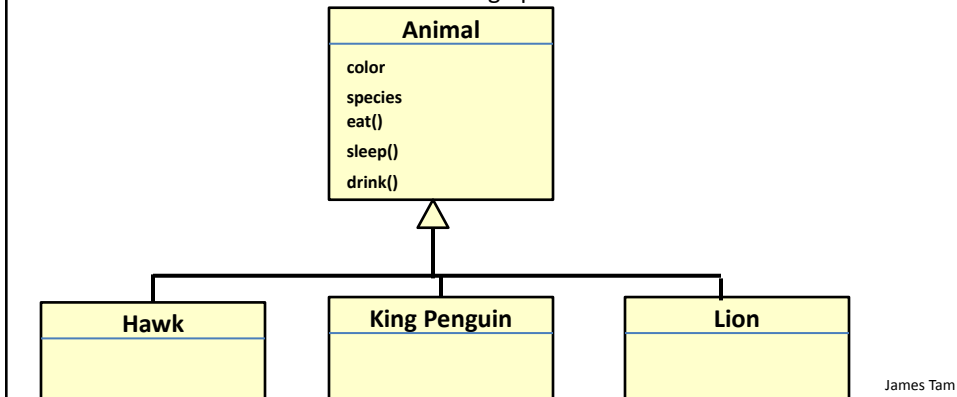 Animal
color
species
eat()
sleep()
drink()
Hawk
King Penguin
Lion
James Tam